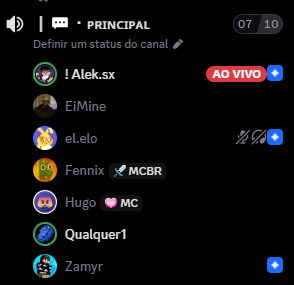 PRINCIPAL 07 10
Definir um status do canal
! Alek.sx AO VIVO
EiMine
el.elo
Fennix MCBR
Hugo MC
Qualquer1
Zamyr